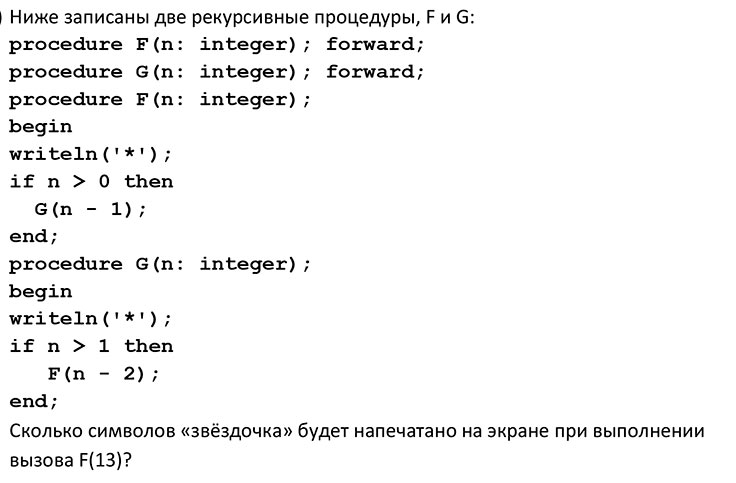 ) Ниже записаны две рекурсивные процедуры, F и G:
procedure F(n: integer); forward;
procedure G(n: integer); forward;
procedure F(n: integer);
begin
writeln('*');
if n > 0 then
G(n - 1);
end;
procedure G(n: integer);
begin
writeln('*');
if n > 1 then
F(n - 2);
end;
Сколько символов «звёздочка» будет напечатано на экране при выполнении
вызова F(13)?